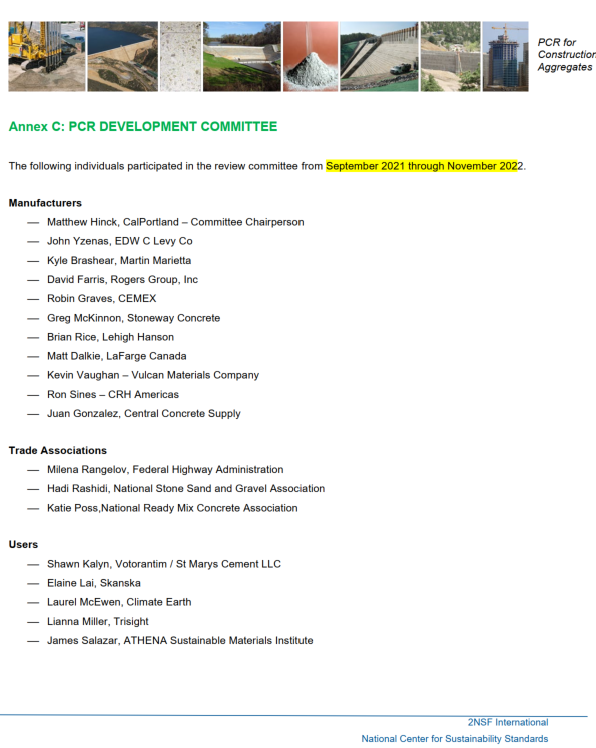 PCR for
Construction
Aggregates
Annex C: PCR DEVELOPMENT COMMITTEE
The following individuals participated in the review committee from September 2021 through November 2022.
Manufacturers
— Matthew Hinck, CalPortland – Committee Chairperson
— John Yzenas, EDW C Levy Co
— Kyle Brashear, Martin Marietta
— David Farris, Rogers Group, Inc
— Robin Graves, CEMEX
— Greg McKinnon, Stoneway Concrete
— Brian Rice, Lehigh Hanson
— Matt Dalkie, LaFarge Canada
— Kevin Vaughan – Vulcan Materials Company
— Ron Sines – CRH Americas
— Juan Gonzalez, Central Concrete Supply
Trade Associations
— Milena Rangelov, Federal Highway Administration
— Hadi Rashidi, National Stone Sand and Gravel Association
— Katie Poss,National Ready Mix Concrete Association
Users
— Shawn Kalyn, Votorantim / St Marys Cement LLC
— Elaine Lai, Skanska
— Laurel McEwen, Climate Earth
— Lianna Miller, Trisight
— James Salazar, ATHENA Sustainable Materials Institute
2NSF International
National Center for Sustainability Standards